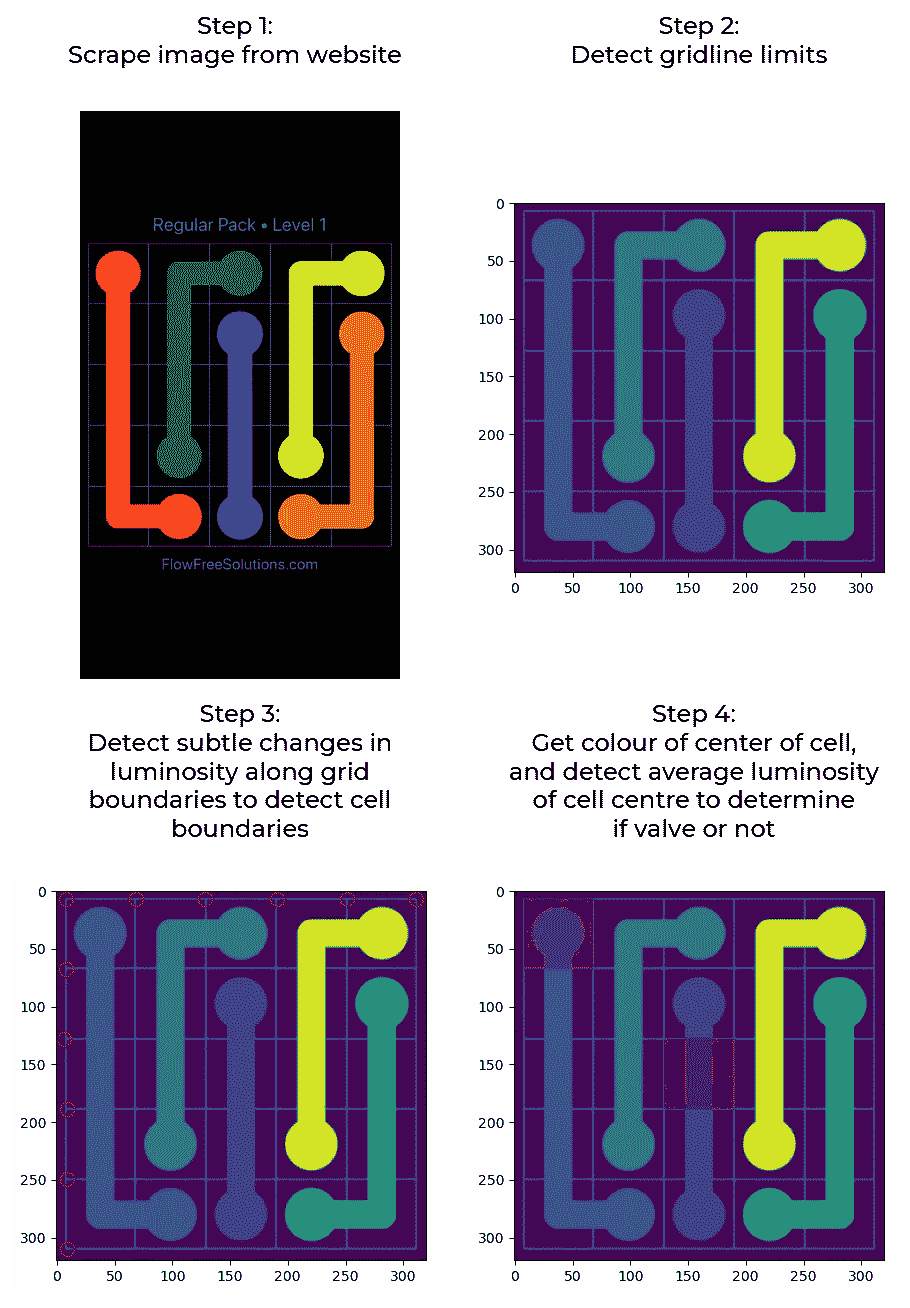 Step 1:
Scrape image from website
Step 2:
Detect gridline limits
Regular Pack • Level 1
FlowFreeSolutions.com
0
50
100
150
200
250
300
0 50 100 150 200 250 300
Step 3:
Detect subtle changes in
luminosity along grid
boundaries to detect cell
boundaries
Step 4:
Get colour of center of cell,
and detect average luminosity
of cell centre to determine
if valve or not
0
50
100
150
200
250
300
0 50 100 150 200 250 300
0
50
100
150
200
250
300
0 50 100 150 200 250 300